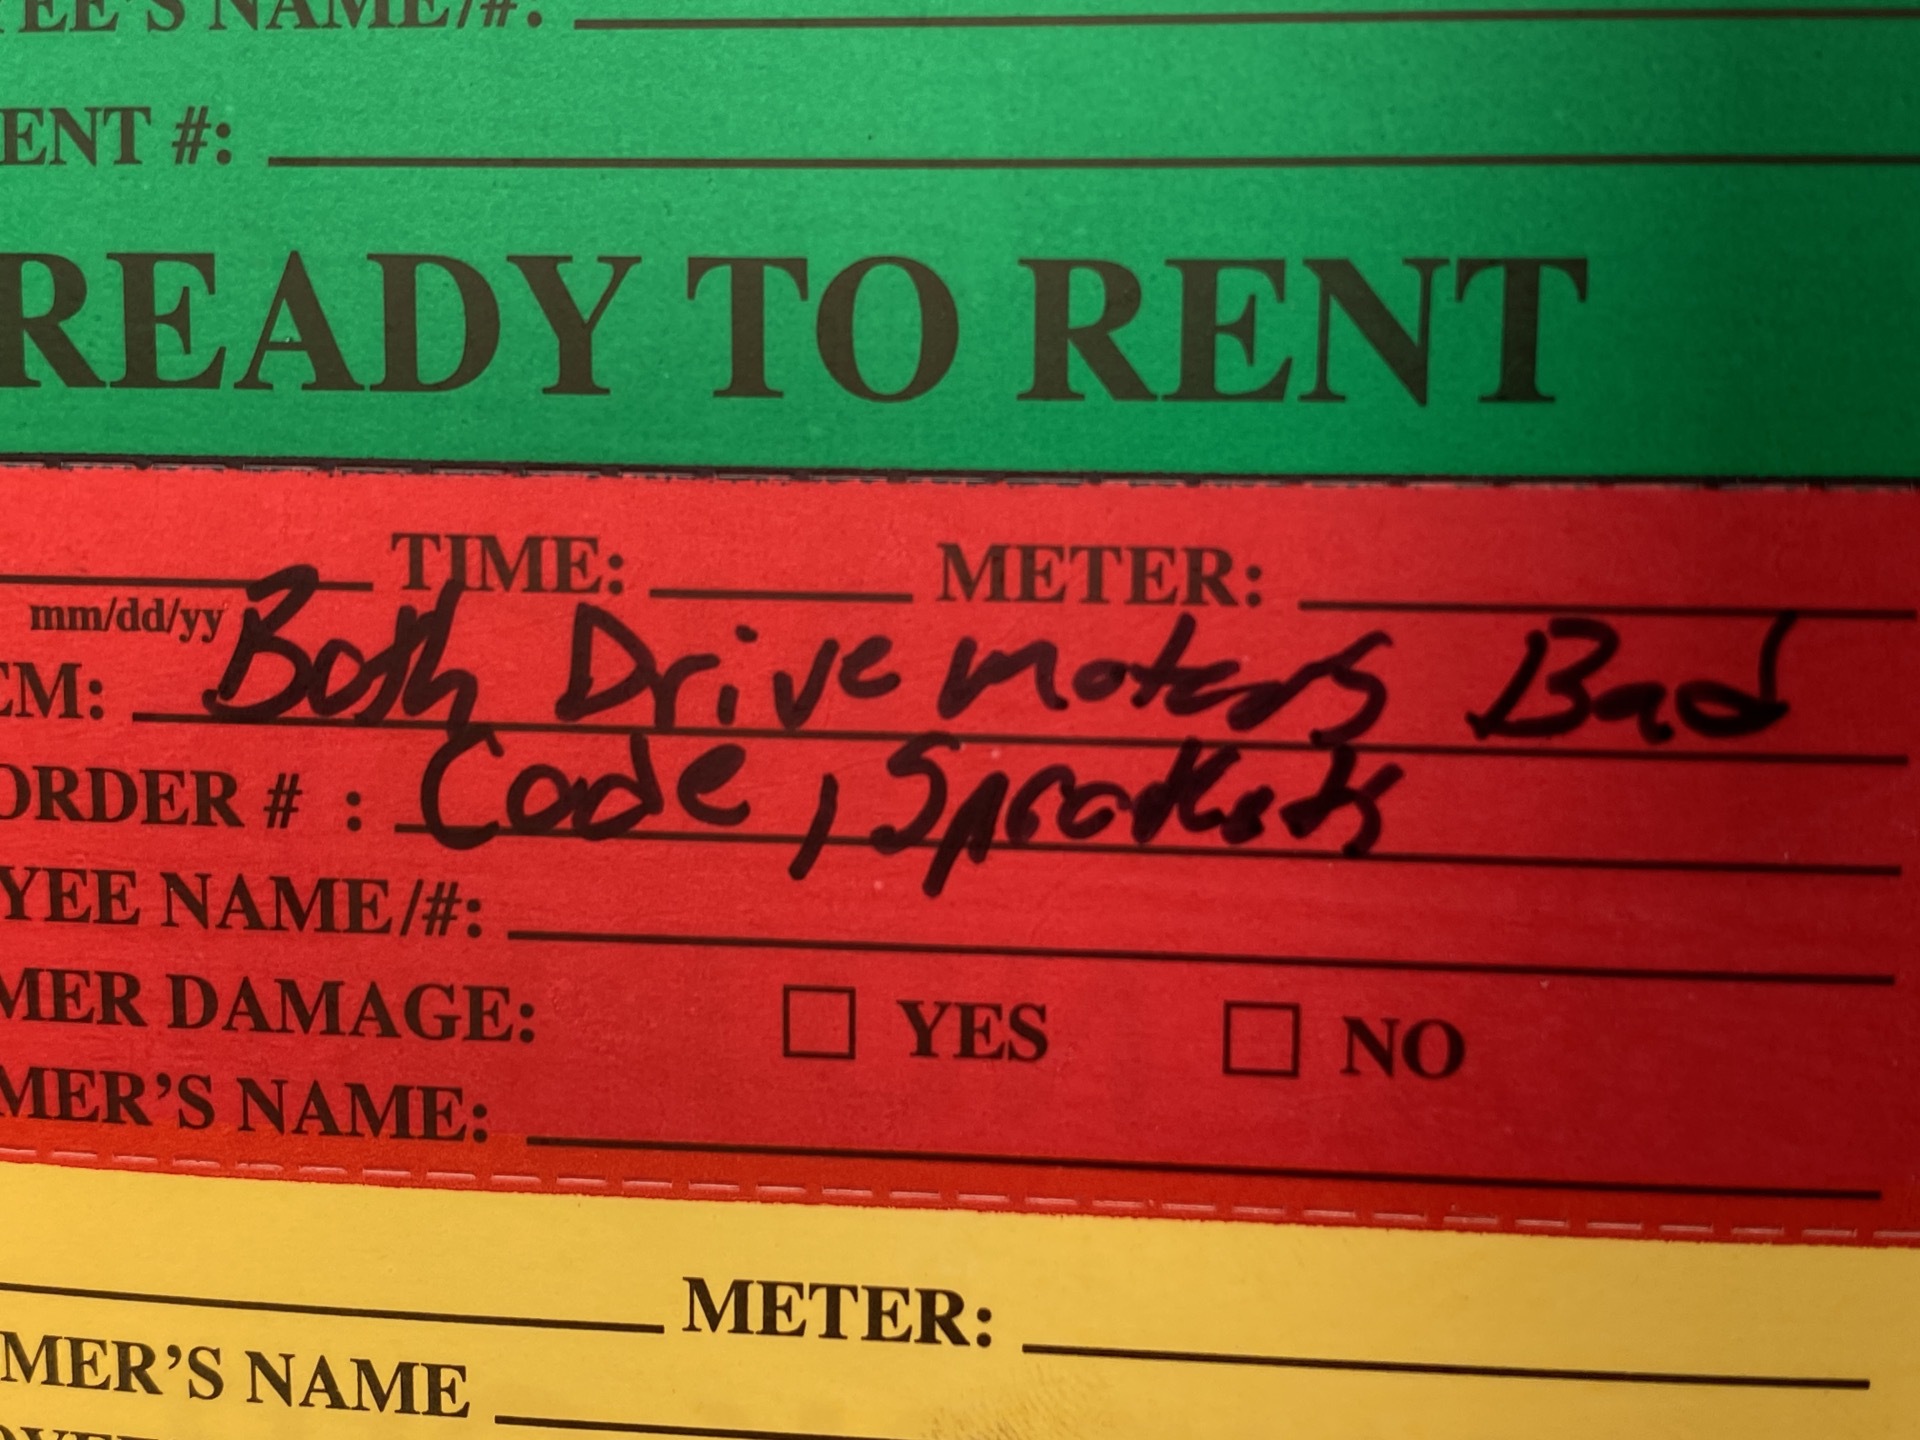 EE'S NAME/#:
ENT #:
READY TO RENT
TIME: METER:
mm/dd/yy
EM: Both Drive motors Bad
ORDER # : Code, Sprockets
YEE NAME/#:
MER DAMAGE: YES NO
MER'S NAME:
METER:
MER'S NAME